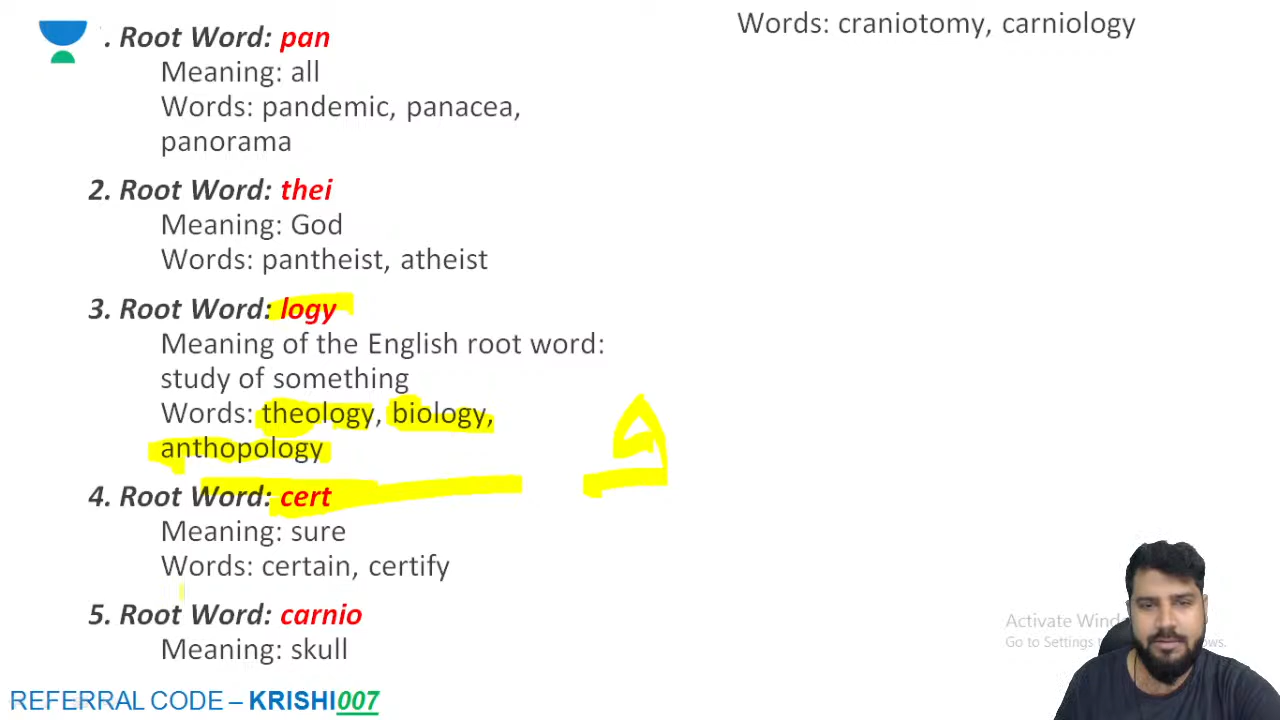 . Root Word: pan
Meaning: all
Words: pandemic, panacea,
panorama
2. Root Word: thei
Meaning: God
Words: pantheist, atheist
3. Root Word: logy
Meaning of the English root word:
study of something
Words: theology, biology,
anthopology
4. Root Word: cert
Meaning: sure
Words: certain, certify
5. Root Word: carnio
Meaning: skull
Words: craniotomy, carniology
Activate Wind
Go to Settings
REFERRAL CODE – KRISHI007